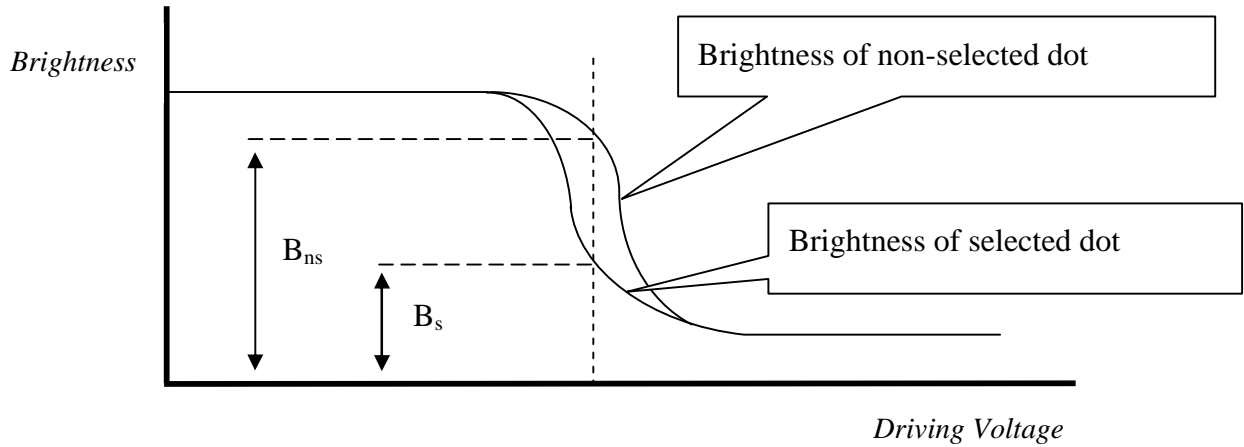 Brightness
Brightness of non-selected dot
Brightness of selected dot
Bns
Bs
Driving Voltage